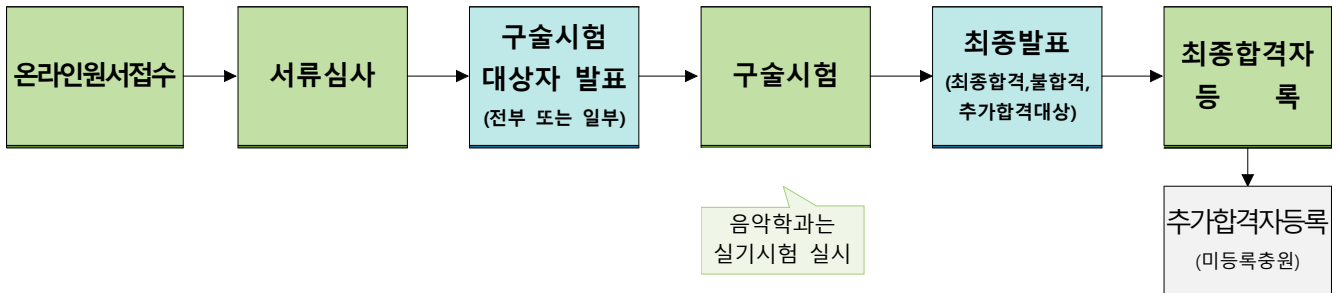 온라인원서접수
서류심사
구술시험
대상자 발표
(전부 또는 일부)
구술시험
최종발표
(최종합격,불합격,
추가합격대상)
최종합격자
등 록
음악학과는
실기시험 실시
추가합격자등록
(미등록충원)